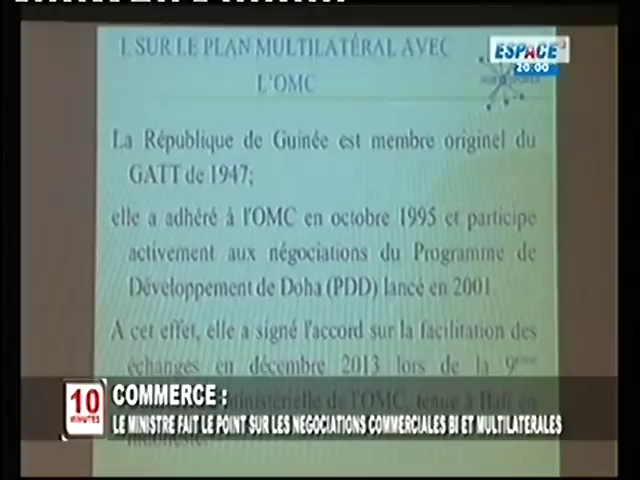 I. SUR LE PLAN MULTILATÉRAL AVEC
L'OMC
ESPACE
20:00
La République de Guinée est membre originel du
GATT de 1947;
elle a adhéré à l'OMC en octobre 1995 et participe
activement aux négociations du Programme de
Développement de Doha (PDD) lancé en 2001.
A cet effet, elle a signé l'accord sur la facilitation des
échanges en décembre 2013 lors de la 9ème
ministérielle de l'OMC, tenue à Bali en
10
MINUTES
COMMERCE :
LE MINISTRE FAIT LE POINT SUR LES NEGOCIATIONS COMMERCIALES BI ET MULTILATERALES